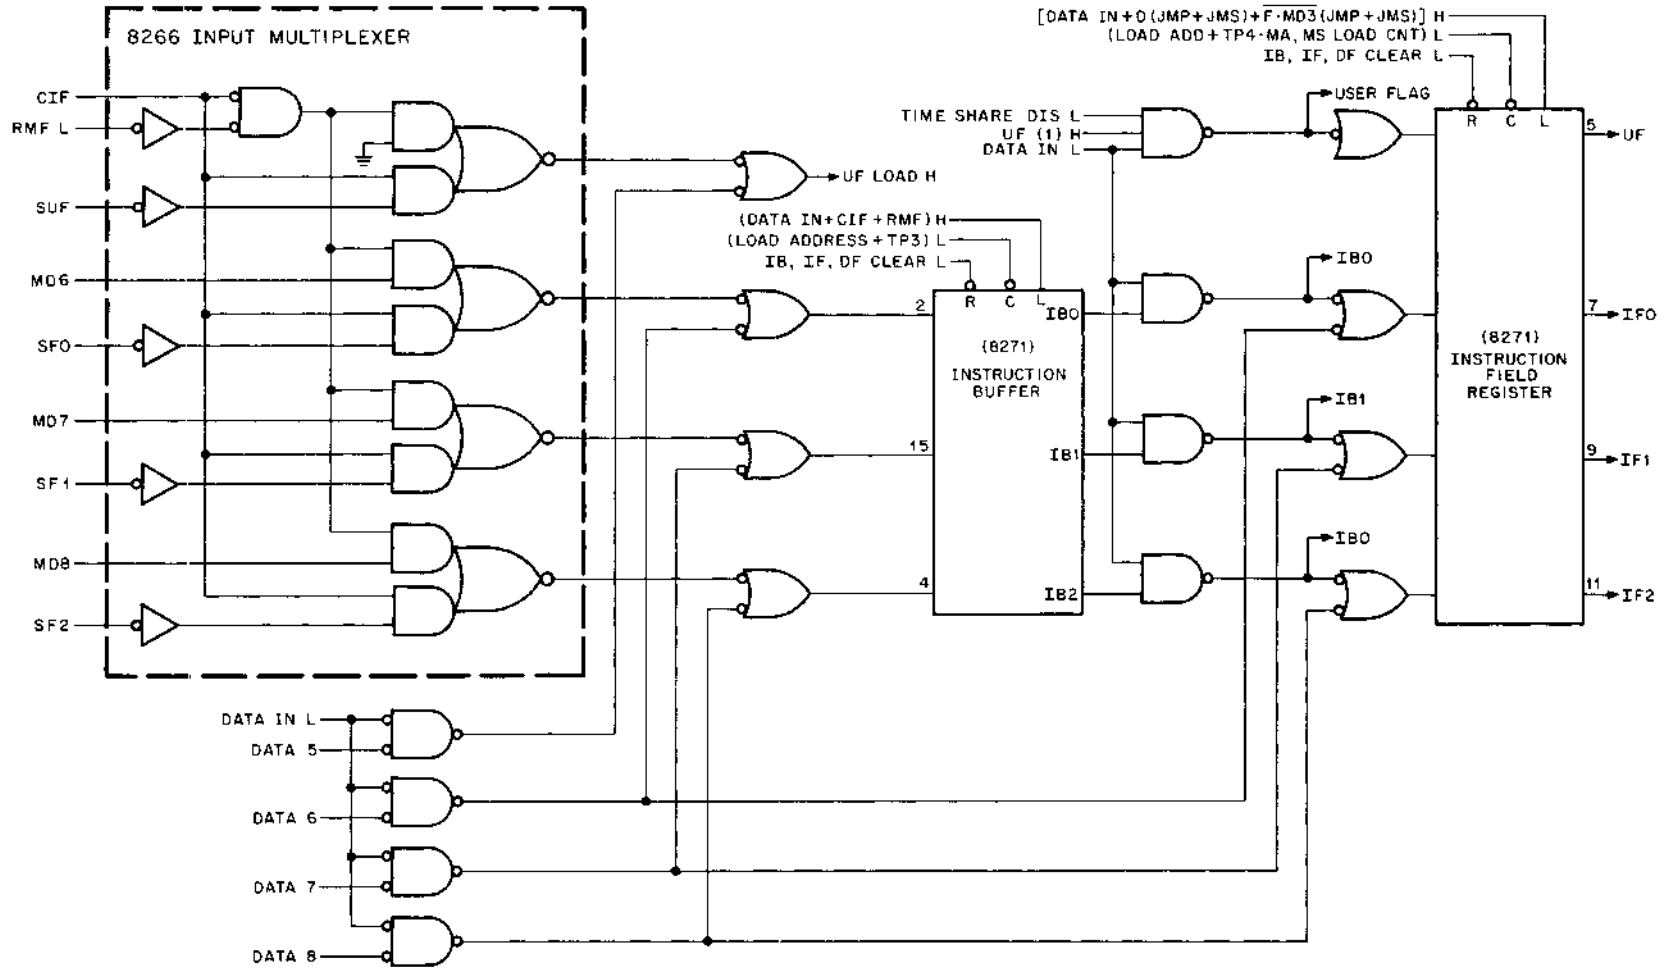 [DATA IN+D(JMP+JMS)+F·MD3(JMP+JMS)] H
(LOAD ADD+TP4·MA, MS LOAD CNT) L
IB, IF, DF CLEAR L
8266 INPUT MULTIPLEXER
CIF
RMF L
SUF
MD6
SF0
MD7
SF1
MD8
SF2
UF LOAD H
(DATA IN+CIF+RMF) H
(LOAD ADDRESS+TP3) L
IB, IF, DF CLEAR L
R C L
2
15
4
(8271)
INSTRUCTION
BUFFER
IB0
IB1
IB2
TIME SHARE DIS L
UF (1) H
DATA IN L
USER FLAG
IB0
IB1
IB0
R C L
(8271)
INSTRUCTION
FIELD
REGISTER
5 UF
7 IF0
9 IF1
11 IF2
DATA IN L
DATA 5
DATA 6
DATA 7
DATA 8